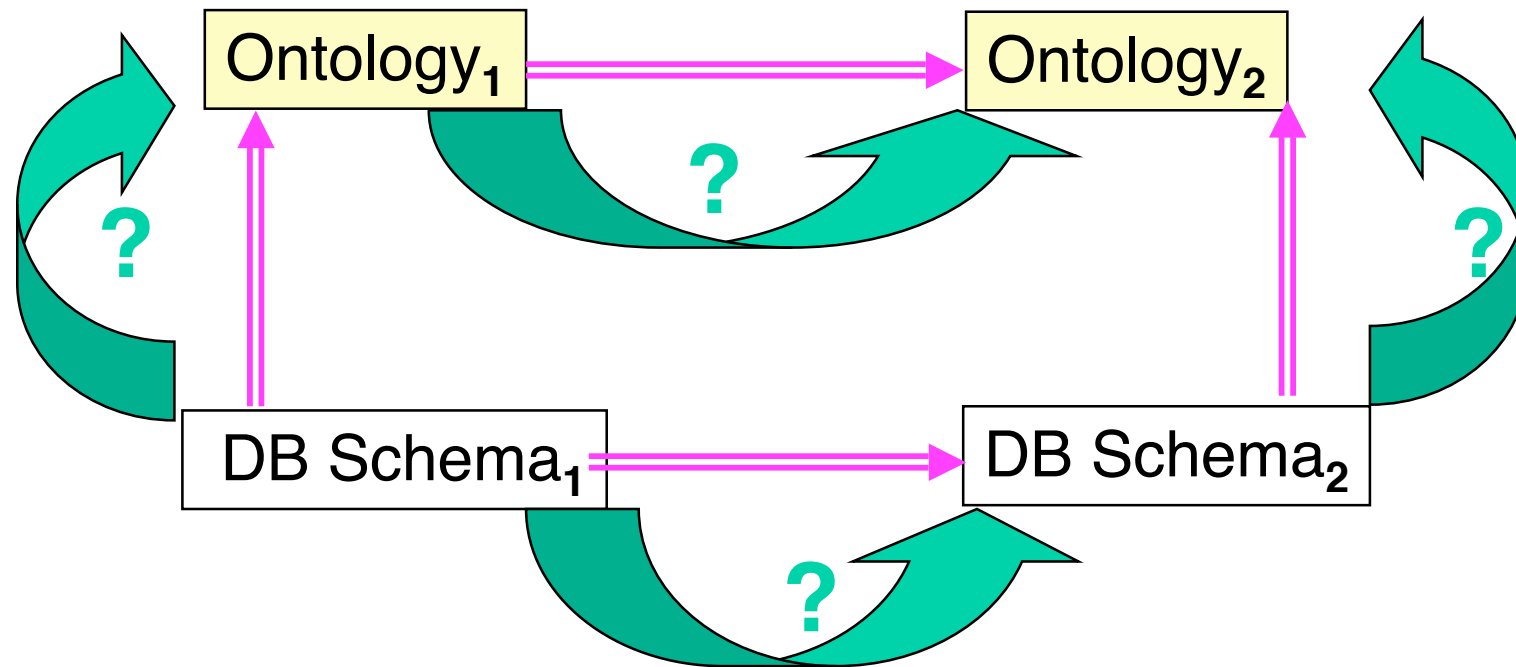 Ontology₁
Ontology₂
?
?
?
DB Schema₁
DB Schema₂
?